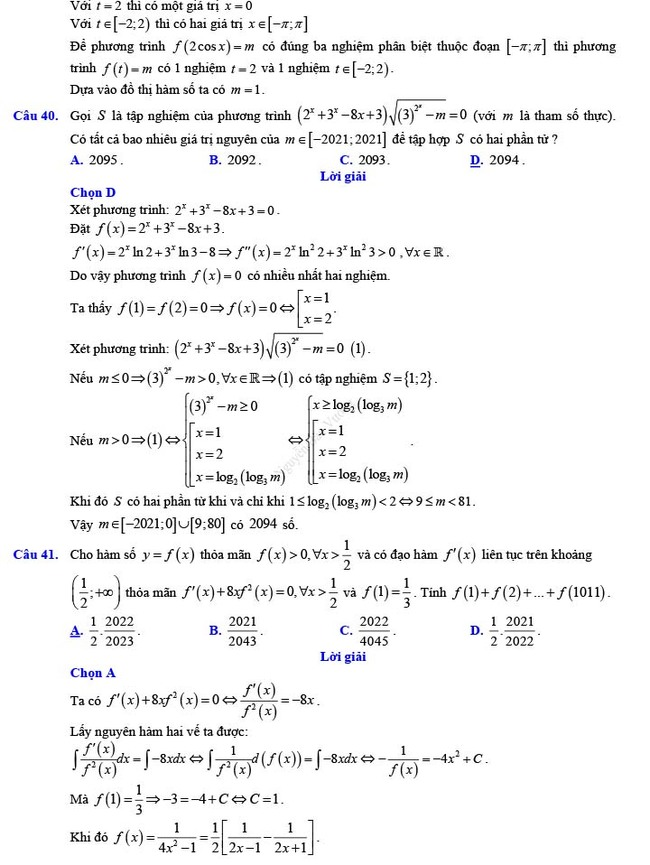 Với t = 2 thì có một giá trị x = 0
Với t ∈ [−2;2) thì có hai giá trị x ∈ [−π;π]
Để phương trình f(2cosx) = m có đúng ba nghiệm phân biệt thuộc đoạn [−π;π] thì phương
trình f(t) = m có 1 nghiệm t = 2 và 1 nghiệm t ∈ [−2;2).
Dựa vào đồ thị hàm số ta có m = 1.
Câu 40. Gọi S là tập nghiệm của phương trình (2^x + 3^x − 8x + 3)√((3)^{2^x} − m) = 0 (với m là tham số thực).
Có tất cả bao nhiêu giá trị nguyên của m ∈ [−2021;2021] để tập hợp S có hai phần tử ?
A. 2095. B. 2092. C. 2093. D. 2094.
Lời giải
Chọn D
Xét phương trình: 2^x + 3^x − 8x + 3 = 0.
Đặt f(x) = 2^x + 3^x − 8x + 3.
f′(x) = 2^x ln 2 + 3^x ln 3 − 8 ⇒ f″(x) = 2^x ln² 2 + 3^x ln² 3 > 0, ∀x ∈ ℝ.
Do vậy phương trình f(x) = 0 có nhiều nhất hai nghiệm.
Ta thấy f(1) = f(2) = 0 ⇒ f(x) = 0 ⇔ [x = 1
x = 2.
Xét phương trình: (2^x + 3^x − 8x + 3)√((3)^{2^x} − m) = 0 (1).
Nếu m ≤ 0 ⇒ (3)^{2^x} − m > 0, ∀x ∈ ℝ ⇒ (1) có tập nghiệm S = {1;2}.
Nếu m > 0 ⇒ (1) ⇔ {(3)^{2^x} − m ≥ 0 [x = 1 x = 2 x = log₂(log₃ m) ⇔ {x ≥ log₂(log₃ m) [x = 1 x = 2 x = log₂(log₃ m).
Khi đó S có hai phần tử khi và chỉ khi 1 ≤ log₂(log₃ m) < 2 ⇔ 9 ≤ m < 81.
Vậy m ∈ [−2021;0] ∪ [9;80] có 2094 số.
Câu 41. Cho hàm số y = f(x) thỏa mãn f(x) > 0, ∀x > 1/2 và có đạo hàm f′(x) liên tục trên khoảng
(1/2; +∞) thỏa mãn f′(x) + 8xf²(x) = 0, ∀x > 1/2 và f(1) = 1/3. Tính f(1) + f(2) + ... + f(1011).
A. 1/2 . 2022/2023. B. 2021/2043. C. 2022/4045. D. 1/2 . 2021/2022.
Lời giải
Chọn A
Ta có f′(x) + 8xf²(x) = 0 ⇔ f′(x)/f²(x) = −8x.
Lấy nguyên hàm hai vế ta được:
∫ f′(x)/f²(x) dx = ∫ −8xdx ⇔ ∫ 1/f²(x) d(f(x)) = ∫ −8xdx ⇔ −1/f(x) = −4x² + C.
Mà f(1) = 1/3 ⇒ −3 = −4 + C ⇔ C = 1.
Khi đó f(x) = 1/(4x² − 1) = 1/2 [1/(2x − 1) − 1/(2x + 1)].